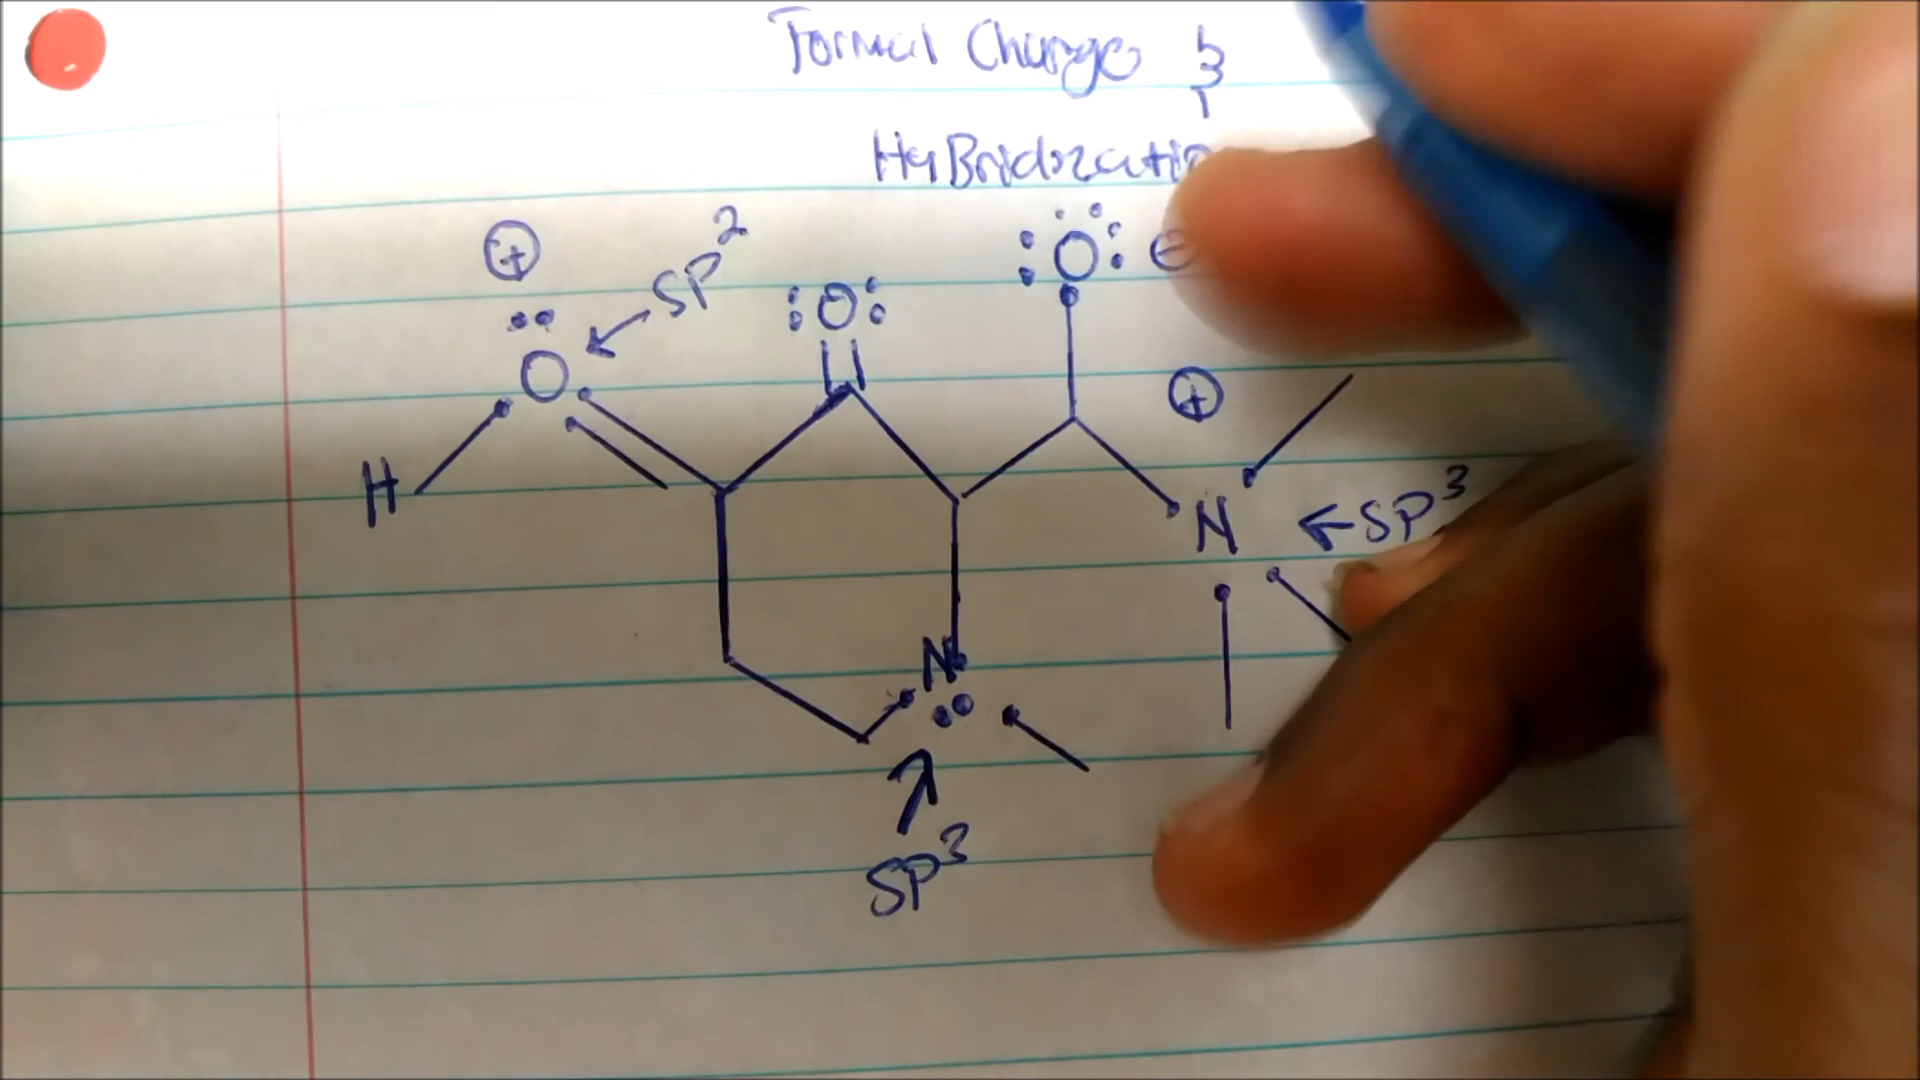 Formal Charge &
HyBridizatio
+
SP²
:O:
:O: ⊖
O
+
H
N
← SP³
N
SP³